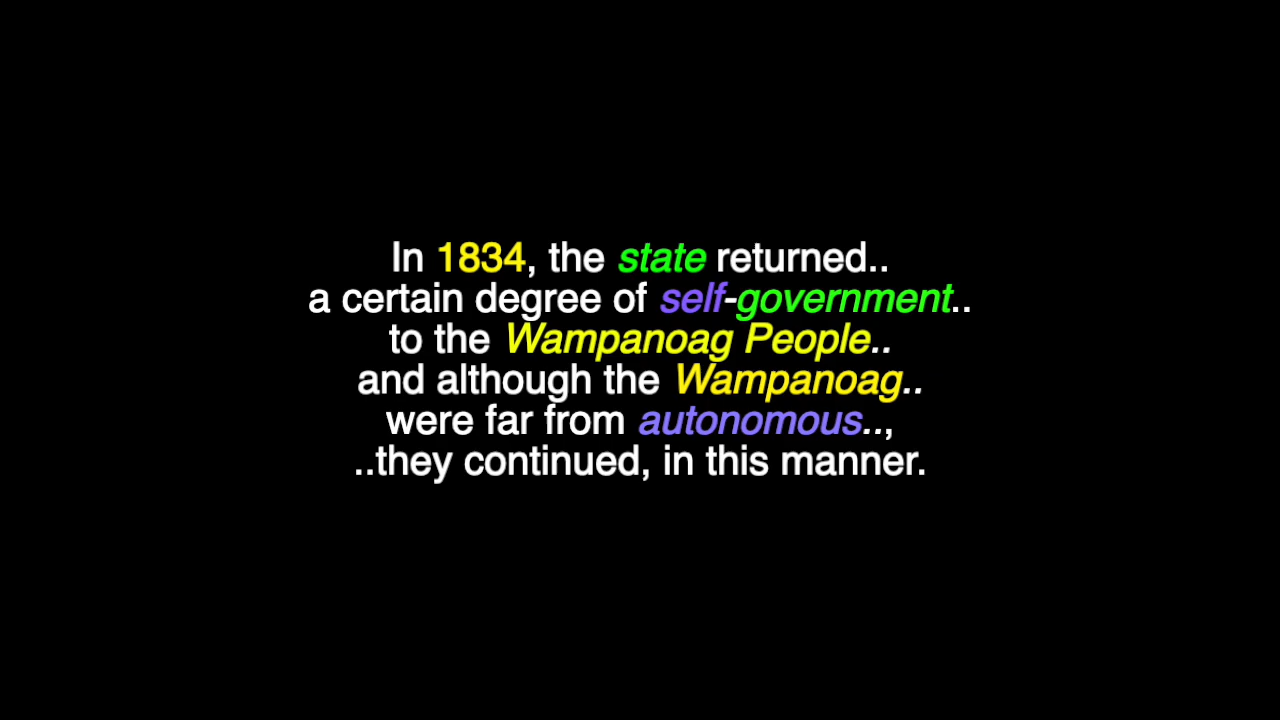 In 1834, the state returned..
a certain degree of self-government..
to the Wampanoag People..
and although the Wampanoag..
were far from autonomous..,
..they continued, in this manner.